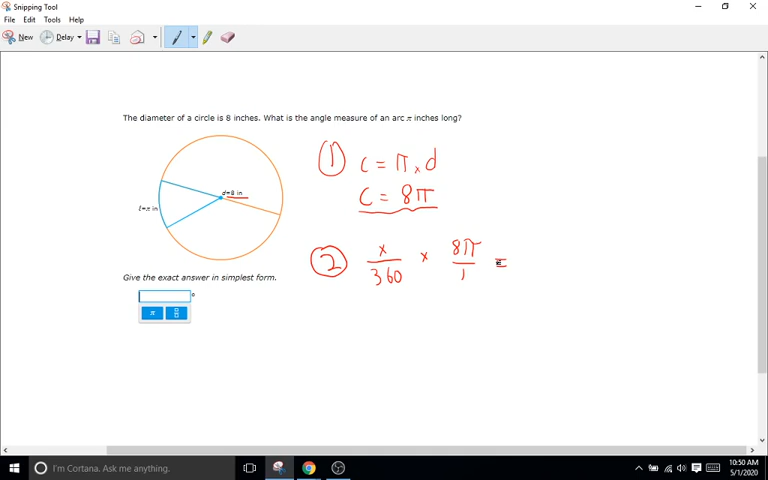 Snipping Tool
File Edit Tools Help
New Delay
The diameter of a circle is 8 inches. What is the angle measure of an arc π inches long?
d=8 in
ℓ=π in
Give the exact answer in simplest form.
°
π
1
C = π × d
C = 8π
2
x/360 × 8π/1 =
I'm Cortana. Ask me anything.
10:50 AM
5/1/2020